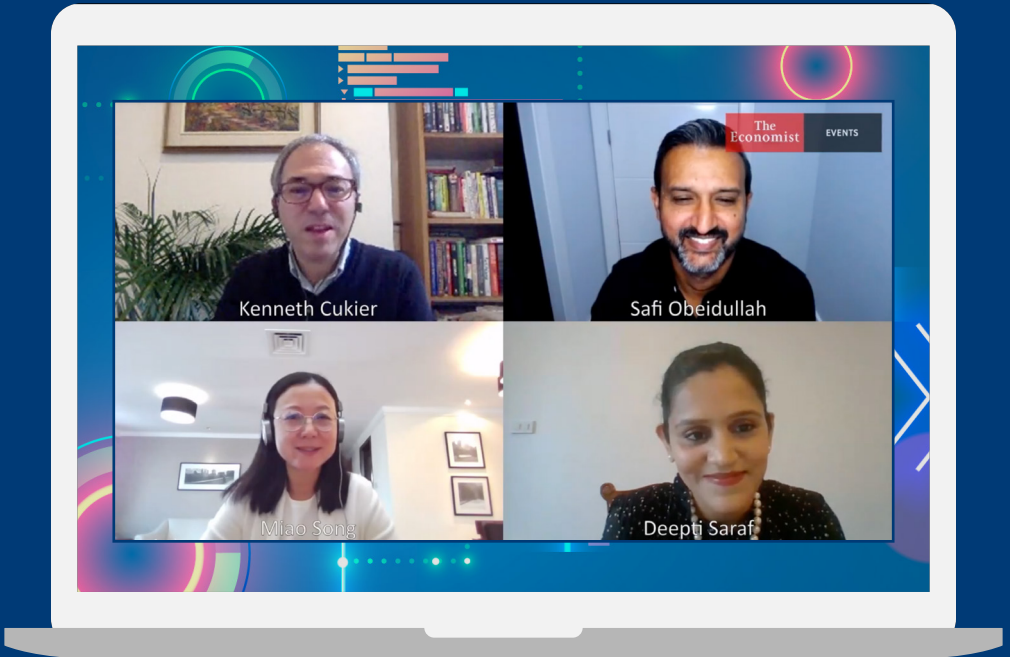 The
Economist
EVENTS
Kenneth Cukier
Safi Obeidullah
Miao Song
Deepti Saraf